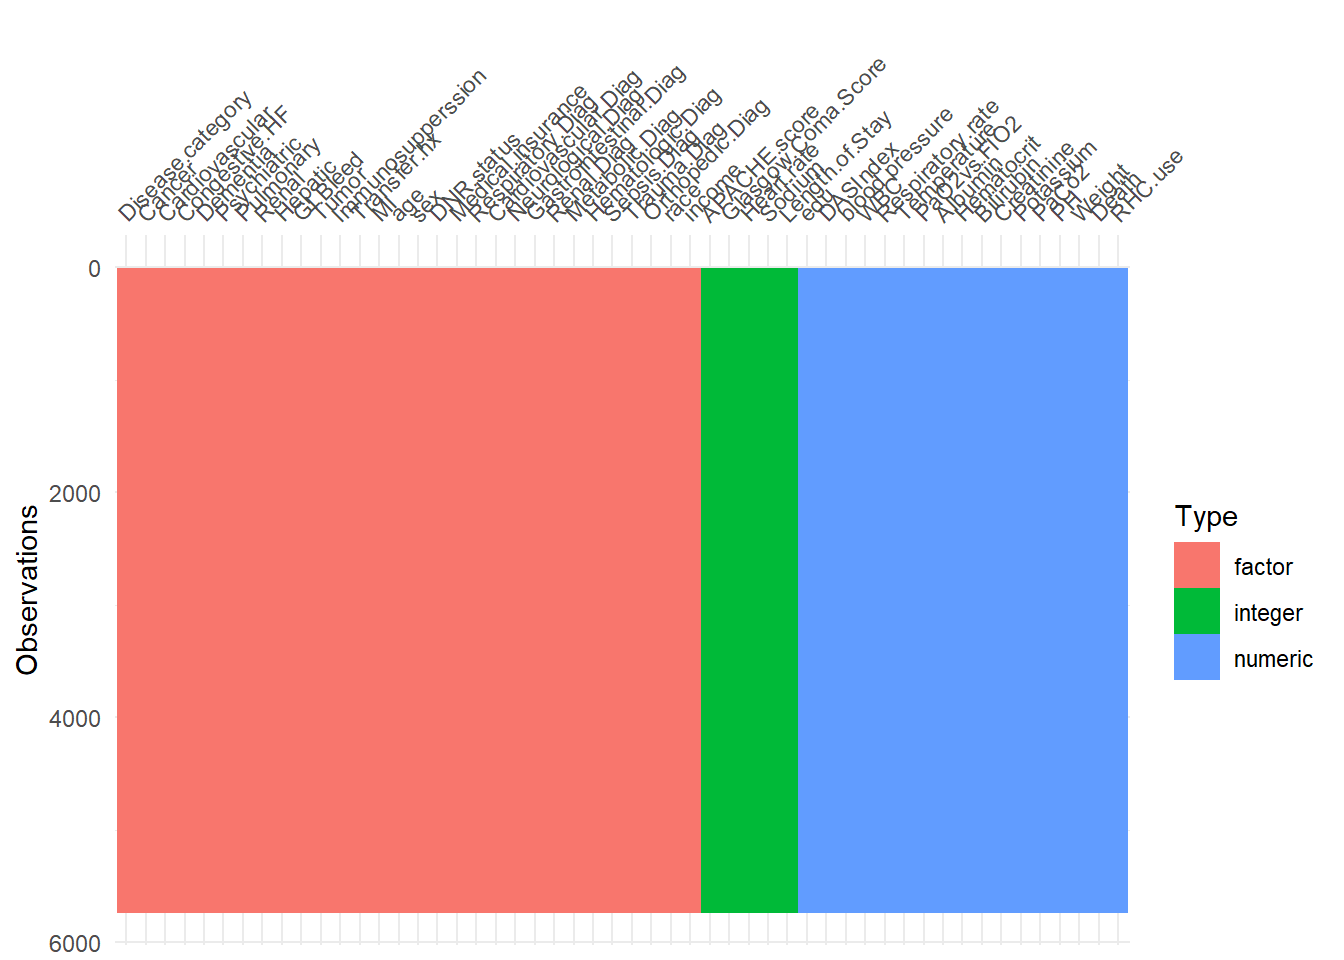 Disease.category
Cancer
Cardiovascular
Congestive.HF
Dementia
Psychiatric
Pulmonary
Renal
Hepatic
GI.Bleed
Tumor
Immunosupperssion
Transfer.hx
MI
age
sex
DNR.status
Medical.insurance
Respiratory.Diag
Cardiovascular.Diag
Neurological.Diag
Gastrointestinal.Diag
Renal.Diag
Metabolic.Diag
Hematologic.Diag
Sepsis.Diag
Trauma.Diag
Orthopedic.Diag
race
income
APACHE.score
Glasgow.Coma.Score
Heart.rate
Sodium
Length.of.Stay
edu
DASIndex
blood.pressure
WBC
Respiratory.rate
Temperature
PaO2vs.FIO2
Albumin
Hematocrit
Bilirubin
Creatinine
Potassium
PaCo2
PH
Weight
Death
RHC.use
0
2000
4000
6000
Observations
Type
factor
integer
numeric